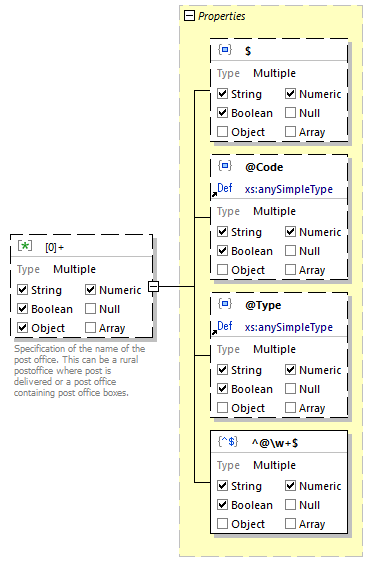 Properties
$
Type Multiple
String Numeric
Boolean Null
Object Array
@Code
Def xs:anySimpleType
Type Multiple
String Numeric
Boolean Null
Object Array
[0]+
Type Multiple
String Numeric
Boolean Null
Object Array
Specification of the name of the
post office. This can be a rural
postoffice where post is
delivered or a post office
containing post office boxes.
@Type
Def xs:anySimpleType
Type Multiple
String Numeric
Boolean Null
Object Array
{^$} ^@\w+$
Type Multiple
String Numeric
Boolean Null
Object Array